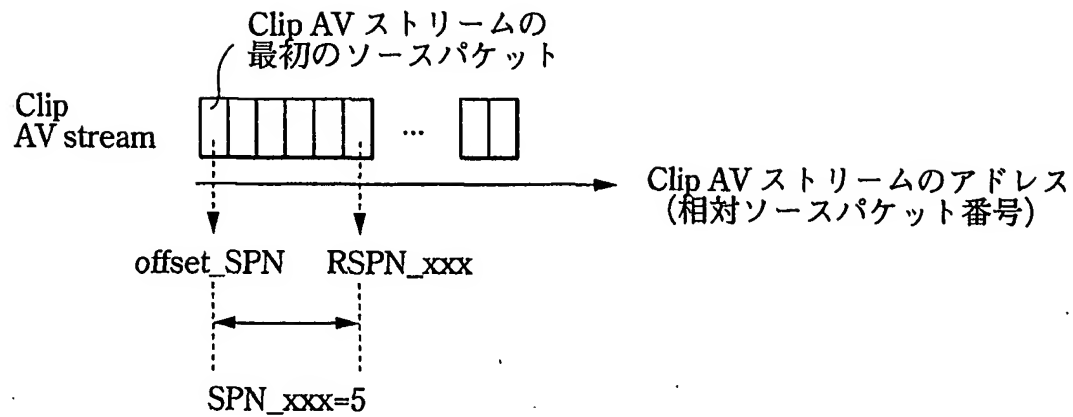 Clip AV ストリームの
最初のソースパケット
Clip
AV stream
...
Clip AV ストリームのアドレス
(相対ソースパケット番号)
offset_SPN RSPN_xxx
SPN_xxx=5